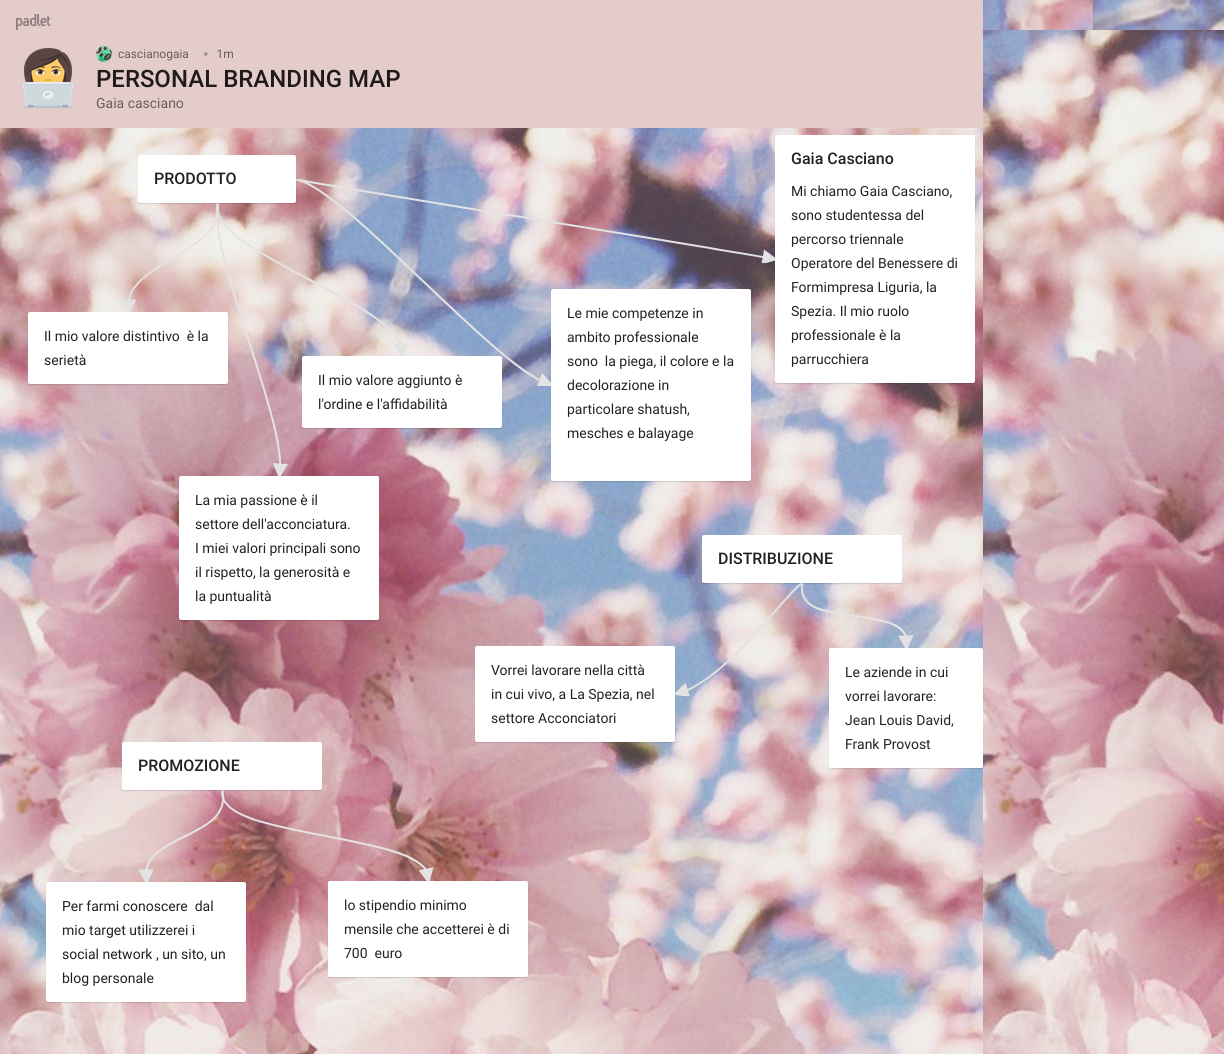 padlet
cascianogaia • 1m
PERSONAL BRANDING MAP
Gaia casciano
PRODOTTO
Gaia Casciano
Mi chiamo Gaia Casciano,
sono studentessa del
percorso triennale
Operatore del Benessere di
Formimpresa Liguria, la
Spezia. Il mio ruolo
professionale è la
parrucchiera
Il mio valore distintivo  è la
serietà
Il mio valore aggiunto è
l'ordine e l'affidabilità
Le mie competenze in
ambito professionale
sono  la piega, il colore e la
decolorazione in
particolare shatush,
mesches e balayage
La mia passione è il
settore dell'acconciatura.
I miei valori principali sono
il rispetto, la generosità e
la puntualità
DISTRIBUZIONE
Vorrei lavorare nella città
in cui vivo, a La Spezia, nel
settore Acconciatori
Le aziende in cui
vorrei lavorare:
Jean Louis David,
Frank Provost
PROMOZIONE
Per farmi conoscere  dal
mio target utilizzerei i
social network , un sito, un
blog personale
lo stipendio minimo
mensile che accetterei è di
700  euro